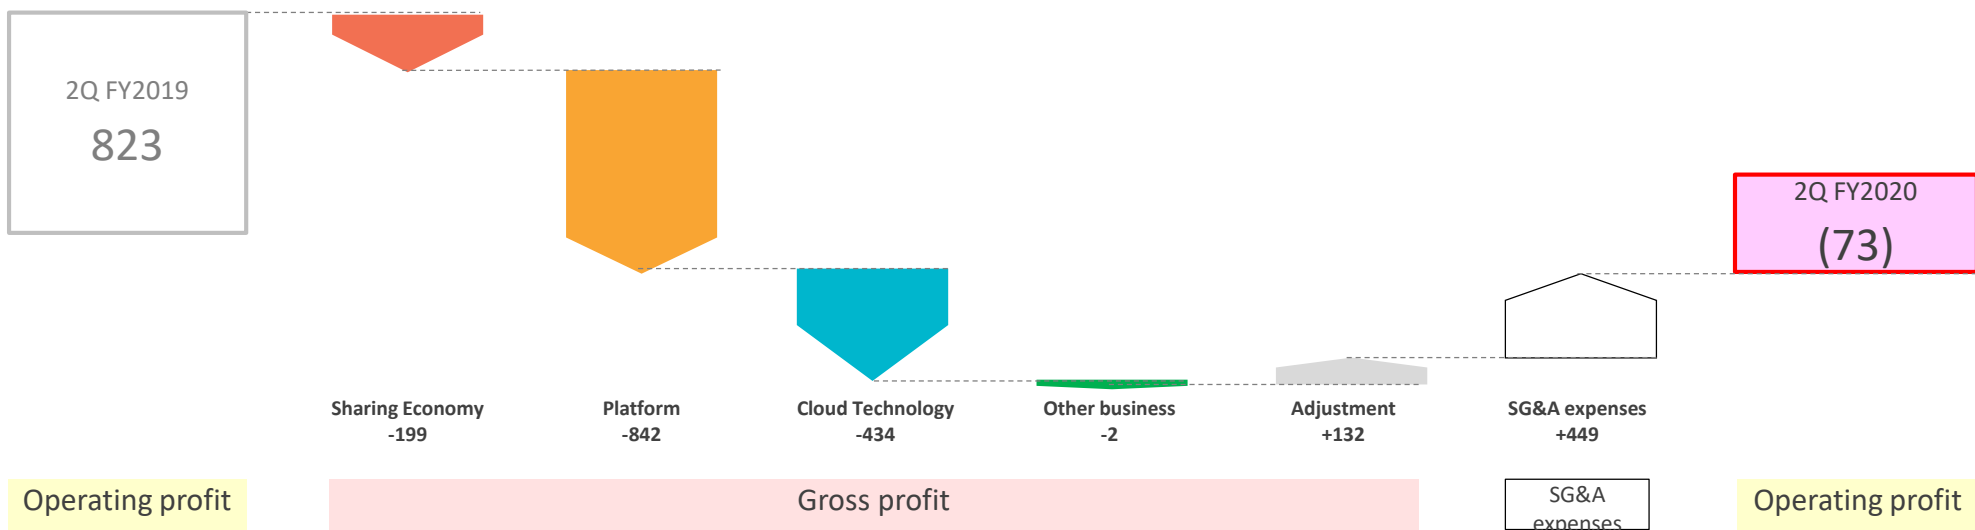 2Q FY2019
823
2Q FY2020
(73)
Sharing Economy
-199
Platform
-842
Cloud Technology
-434
Other business
-2
Adjustment
+132
SG&A expenses
+449
Operating profit
Gross profit
SG&A
expenses
Operating profit